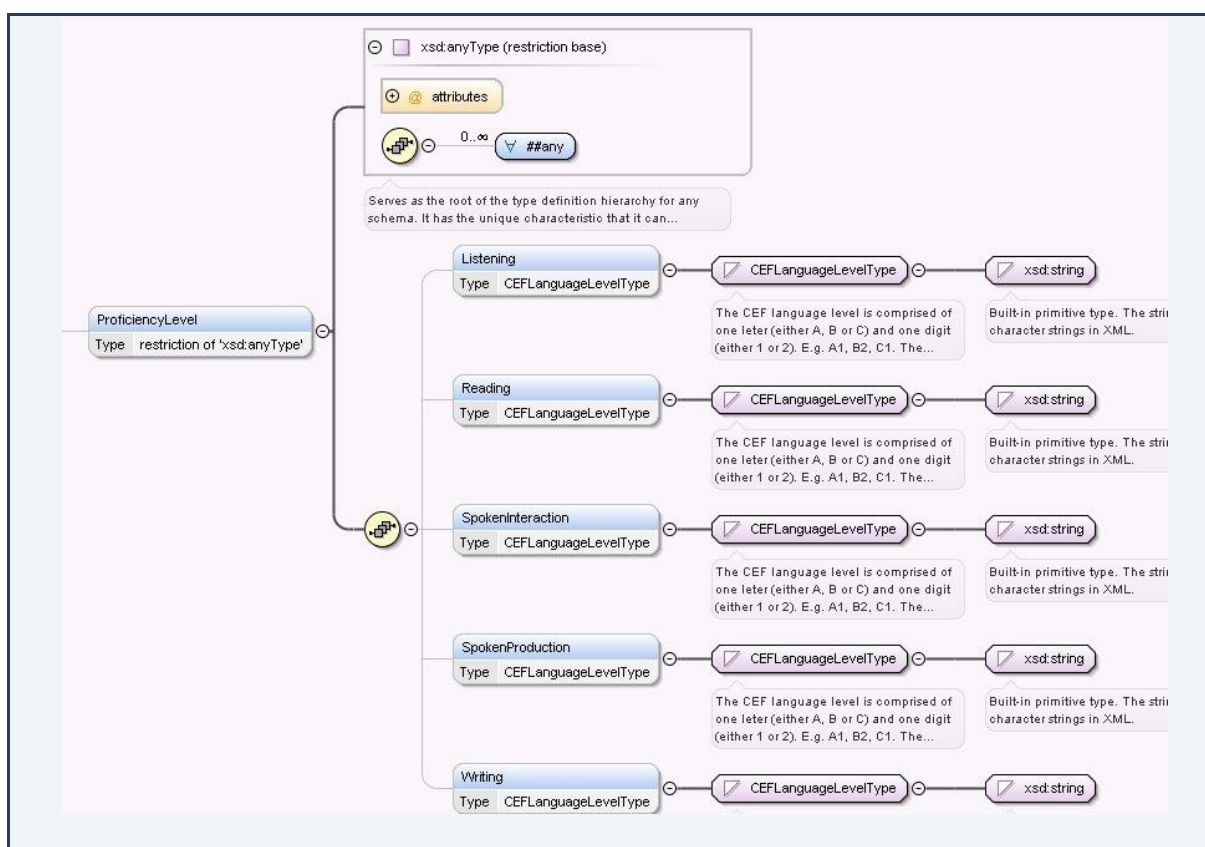 xsd:anyType (restriction base)
@ attributes
0..∞
∀ ##any
Serves as the root of the type definition hierarchy for any
schema. It has the unique characteristic that it can...
ProficiencyLevel
Type restriction of 'xsd:anyType'
Listening
Type CEFLanguageLevelType
CEFLanguageLevelType
xsd:string
The CEF language level is comprised of
one leter (either A, B or C) and one digit
(either 1 or 2). E.g. A1, B2, C1. The...
Built-in primitive type. The stri
character strings in XML.
Reading
Type CEFLanguageLevelType
CEFLanguageLevelType
xsd:string
The CEF language level is comprised of
one leter (either A, B or C) and one digit
(either 1 or 2). E.g. A1, B2, C1. The...
Built-in primitive type. The stri
character strings in XML.
SpokenInteraction
Type CEFLanguageLevelType
CEFLanguageLevelType
xsd:string
The CEF language level is comprised of
one leter (either A, B or C) and one digit
(either 1 or 2). E.g. A1, B2, C1. The...
Built-in primitive type. The stri
character strings in XML.
SpokenProduction
Type CEFLanguageLevelType
CEFLanguageLevelType
xsd:string
The CEF language level is comprised of
one leter (either A, B or C) and one digit
(either 1 or 2). E.g. A1, B2, C1. The...
Built-in primitive type. The stri
character strings in XML.
Writing
Type CEFLanguageLevelType
CEFLanguageLevelType
xsd:string